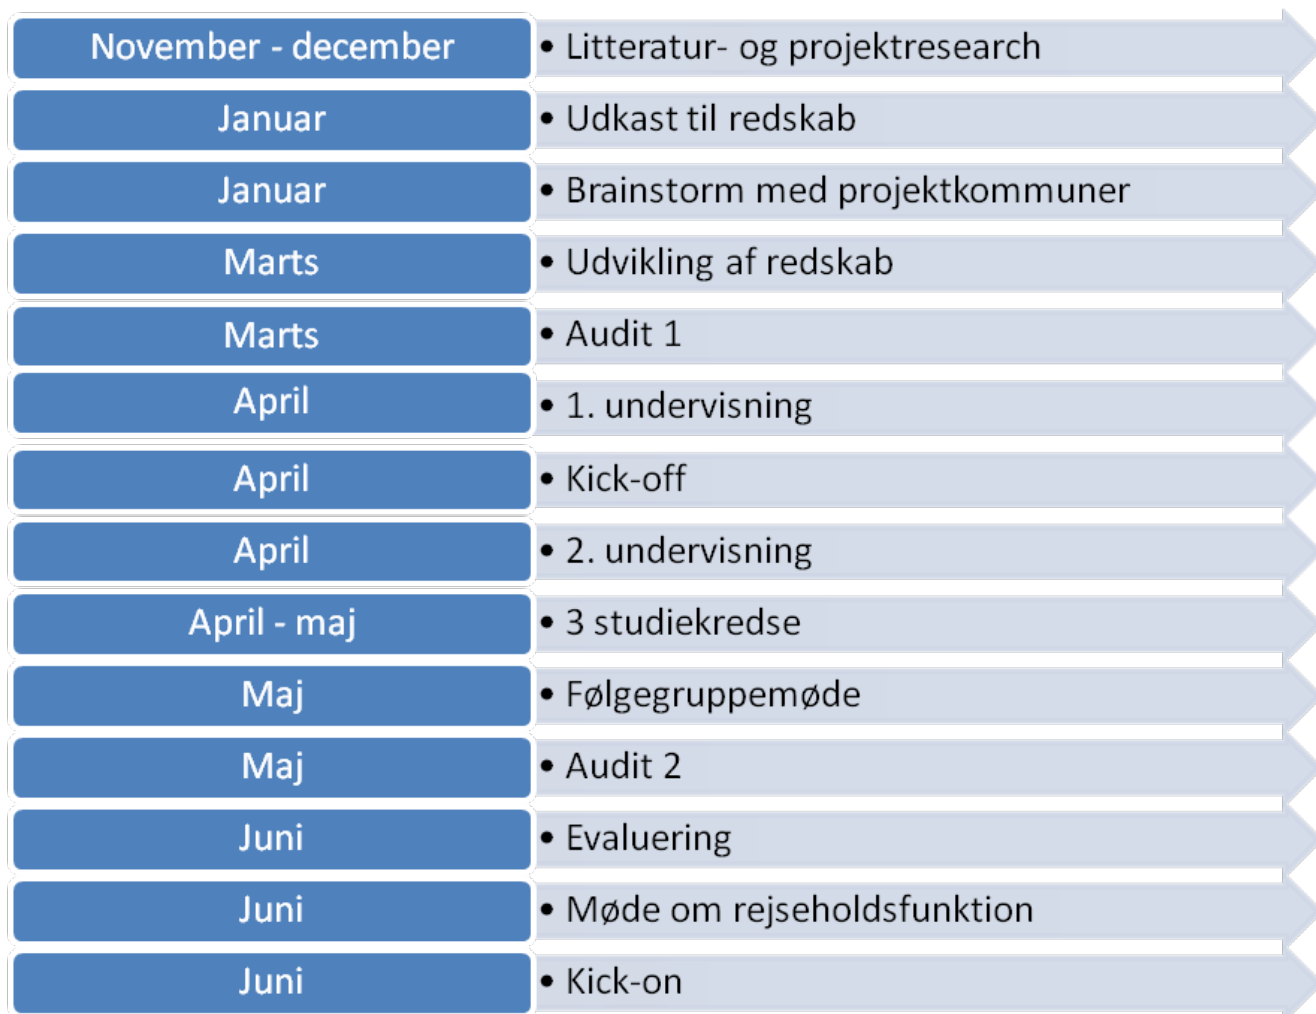 November - december • Litteratur- og projektresearch
Januar • Udkast til redskab
Januar • Brainstorm med projektkommuner
Marts • Udvikling af redskab
Marts • Audit 1
April • 1. undervisning
April • Kick-off
April • 2. undervisning
April - maj • 3 studiekredse
Maj • Følgegruppemøde
Maj • Audit 2
Juni • Evaluering
Juni • Møde om rejseholdsfunktion
Juni • Kick-on